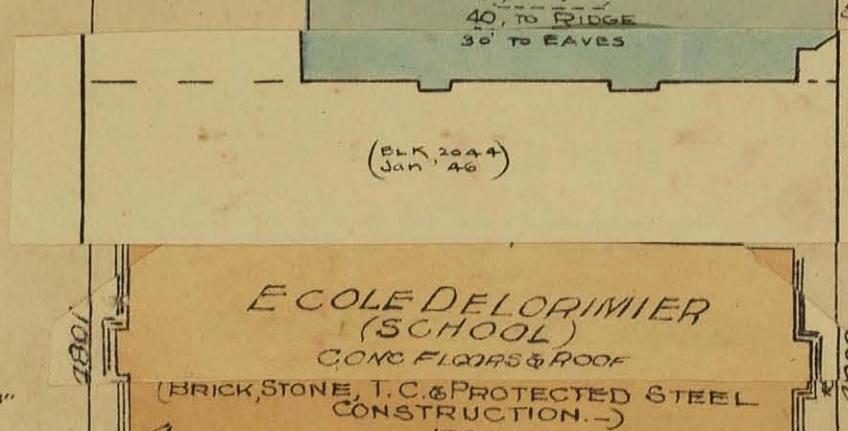 40, TO RIDGE
30' TO EAVES
(BLK, 2044)
Jan '46
ECOLE DELORIMIER
(SCHOOL)
CONC FLOORS & ROOF
(BRICK, STONE, T.C. & PROTECTED STEEL
CONSTRUCTION.—)